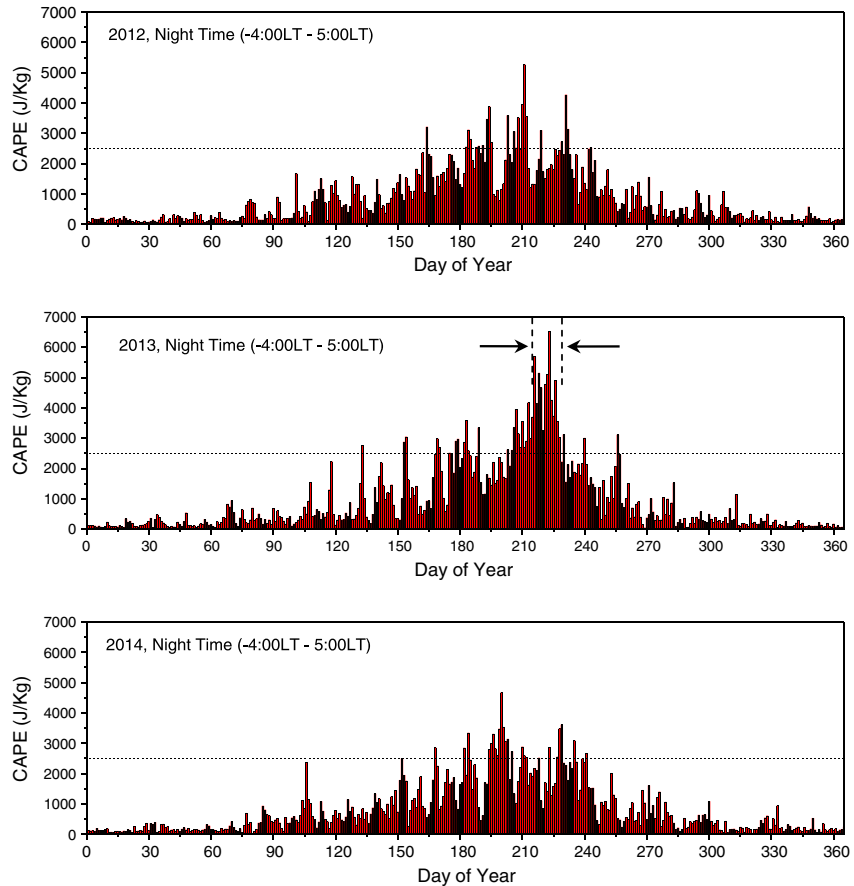 7000
6000
5000
4000
3000
2000
1000
0
CAPE (J/Kg)
2012, Night Time (-4:00LT - 5:00LT)
0 30 60 90 120 150 180 210 240 270 300 330 360
Day of Year
7000
6000
5000
4000
3000
2000
1000
0
CAPE (J/Kg)
2013, Night Time (-4:00LT - 5:00LT)
0 30 60 90 120 150 180 210 240 270 300 330 360
Day of Year
7000
6000
5000
4000
3000
2000
1000
0
CAPE (J/Kg)
2014, Night Time (-4:00LT - 5:00LT)
0 30 60 90 120 150 180 210 240 270 300 330 360
Day of Year